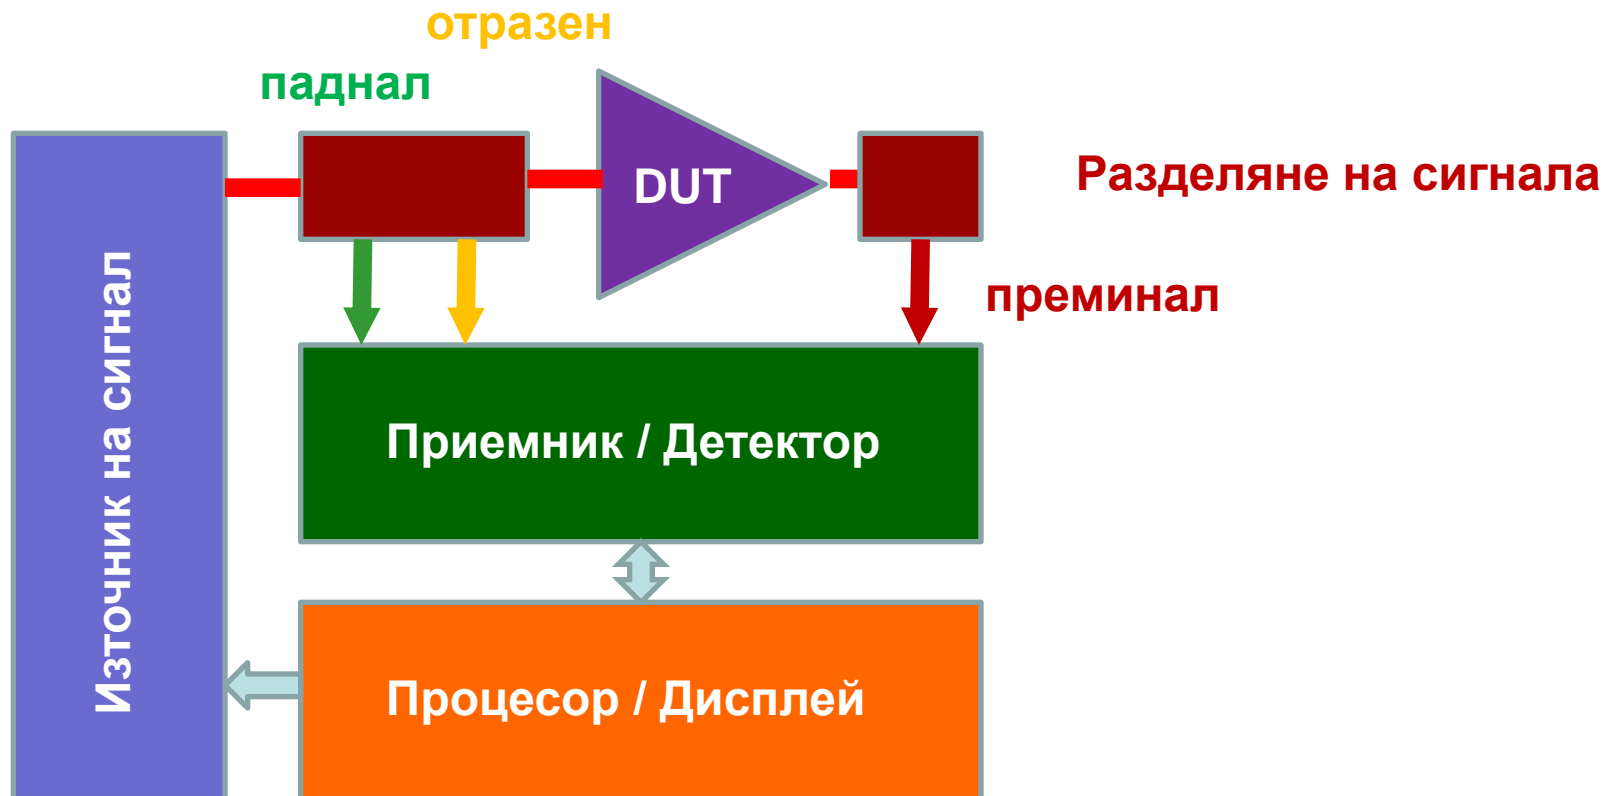 отразен
паднал
DUT
Разделяне на сигнала
преминал
Източник на сигнал
Приемник / Детектор
Процесор / Дисплей